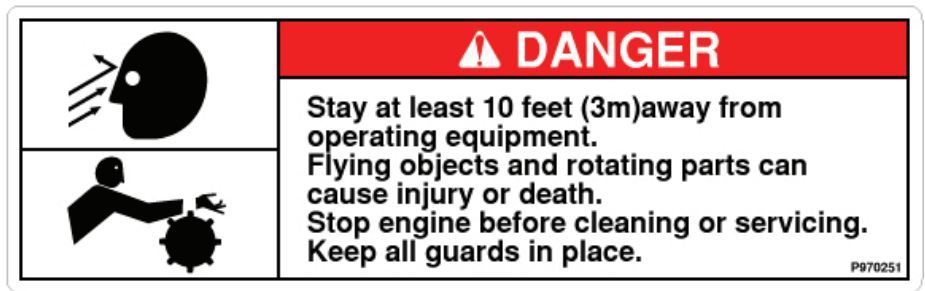 DANGER
Stay at least 10 feet (3m)away from
operating equipment.
Flying objects and rotating parts can
cause injury or death.
Stop engine before cleaning or servicing.
Keep all guards in place.
P970251